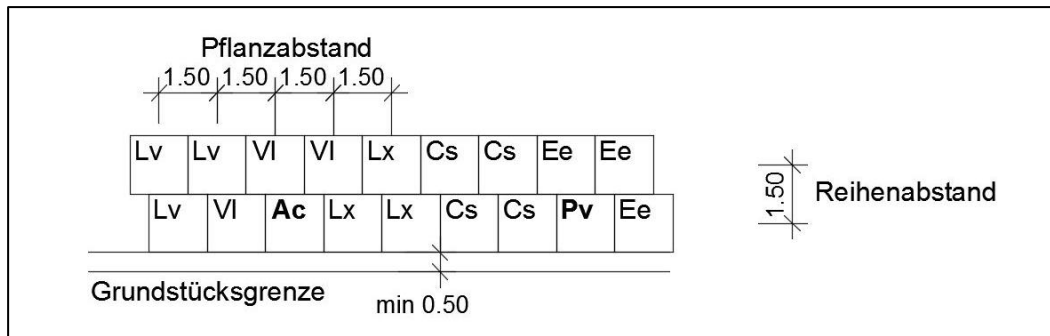 Pflanzabstand
1.50 1.50 1.50 1.50
Lv Lv Vl Vl Lx Cs Cs Ee Ee
Lv Vl Ac Lx Lx Cs Cs Pv Ee
1.50
Reihenabstand
Grundstücksgrenze
min 0.50